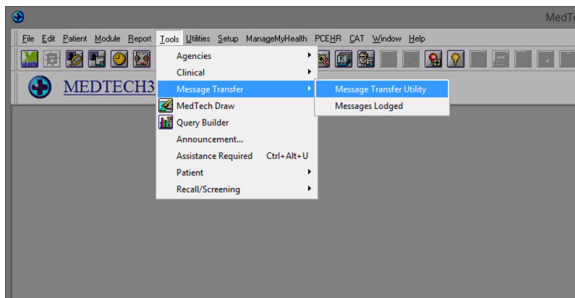 MedTe
File Edit Patient Module Report Tools Utilities Setup ManageMyHealth PCEHR CAT Window Help
MEDTECH3
Agencies
Clinical
Message Transfer
Message Transfer Utility
MedTech Draw
Messages Lodged
Query Builder
Announcement...
Assistance Required Ctrl+Alt+U
Patient
Recall/Screening